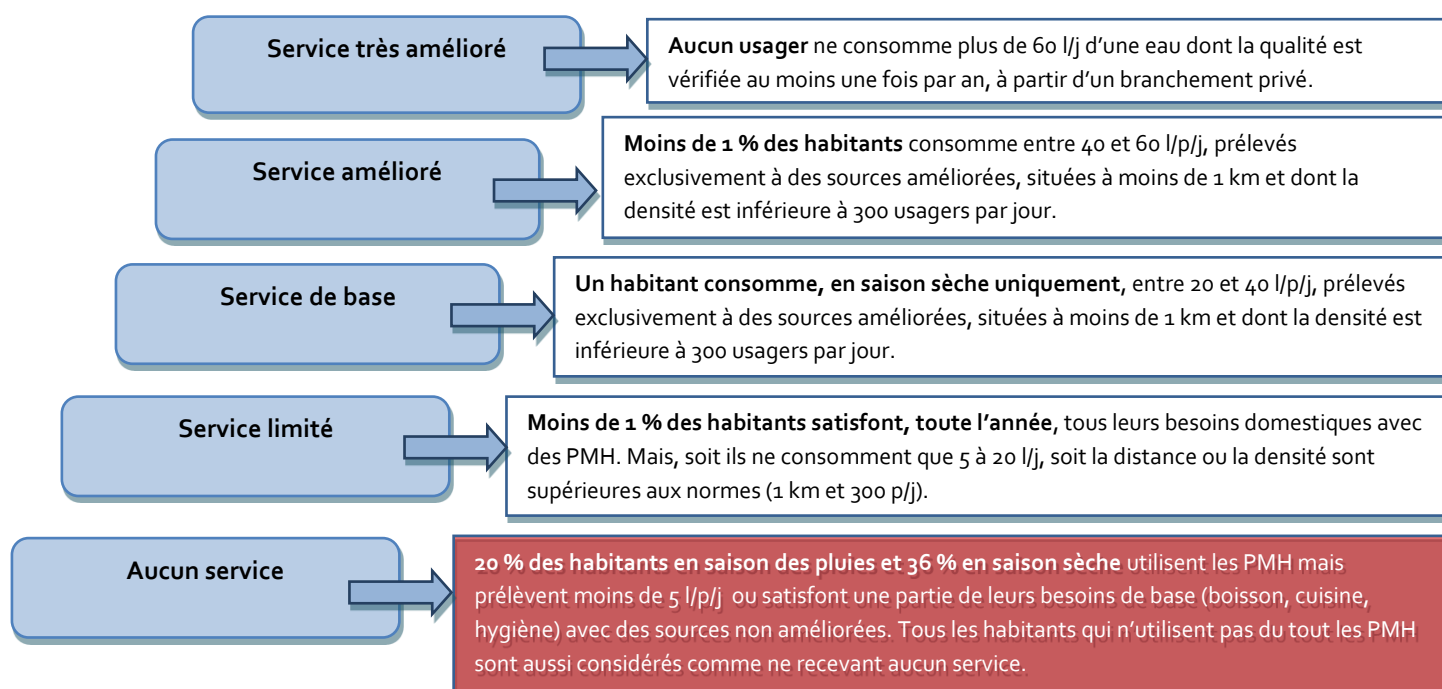 Service très amélioré
Aucun usager ne consomme plus de 60 l/j d’une eau dont la qualité est
vérifiée au moins une fois par an, à partir d’un branchement privé.
Service amélioré
Moins de 1 % des habitants consomme entre 40 et 60 l/p/j, prélevés
exclusivement à des sources améliorées, situées à moins de 1 km et dont la
densité est inférieure à 300 usagers par jour.
Service de base
Un habitant consomme, en saison sèche uniquement, entre 20 et 40 l/p/j, prélevés
exclusivement à des sources améliorées, situées à moins de 1 km et dont la densité est
inférieure à 300 usagers par jour.
Service limité
Moins de 1 % des habitants satisfont, toute l’année, tous leurs besoins domestiques avec
des PMH. Mais, soit ils ne consomment que 5 à 20 l/j, soit la distance ou la densité sont
supérieures aux normes (1 km et 300 p/j).
Aucun service
20 % des habitants en saison des pluies et 36 % en saison sèche utilisent les PMH mais
prélèvent moins de 5 l/p/j ou satisfont une partie de leurs besoins de base (boisson, cuisine,
hygiène) avec des sources non améliorées. Tous les habitants qui n’utilisent pas du tout les PMH
sont aussi considérés comme ne recevant aucun service.